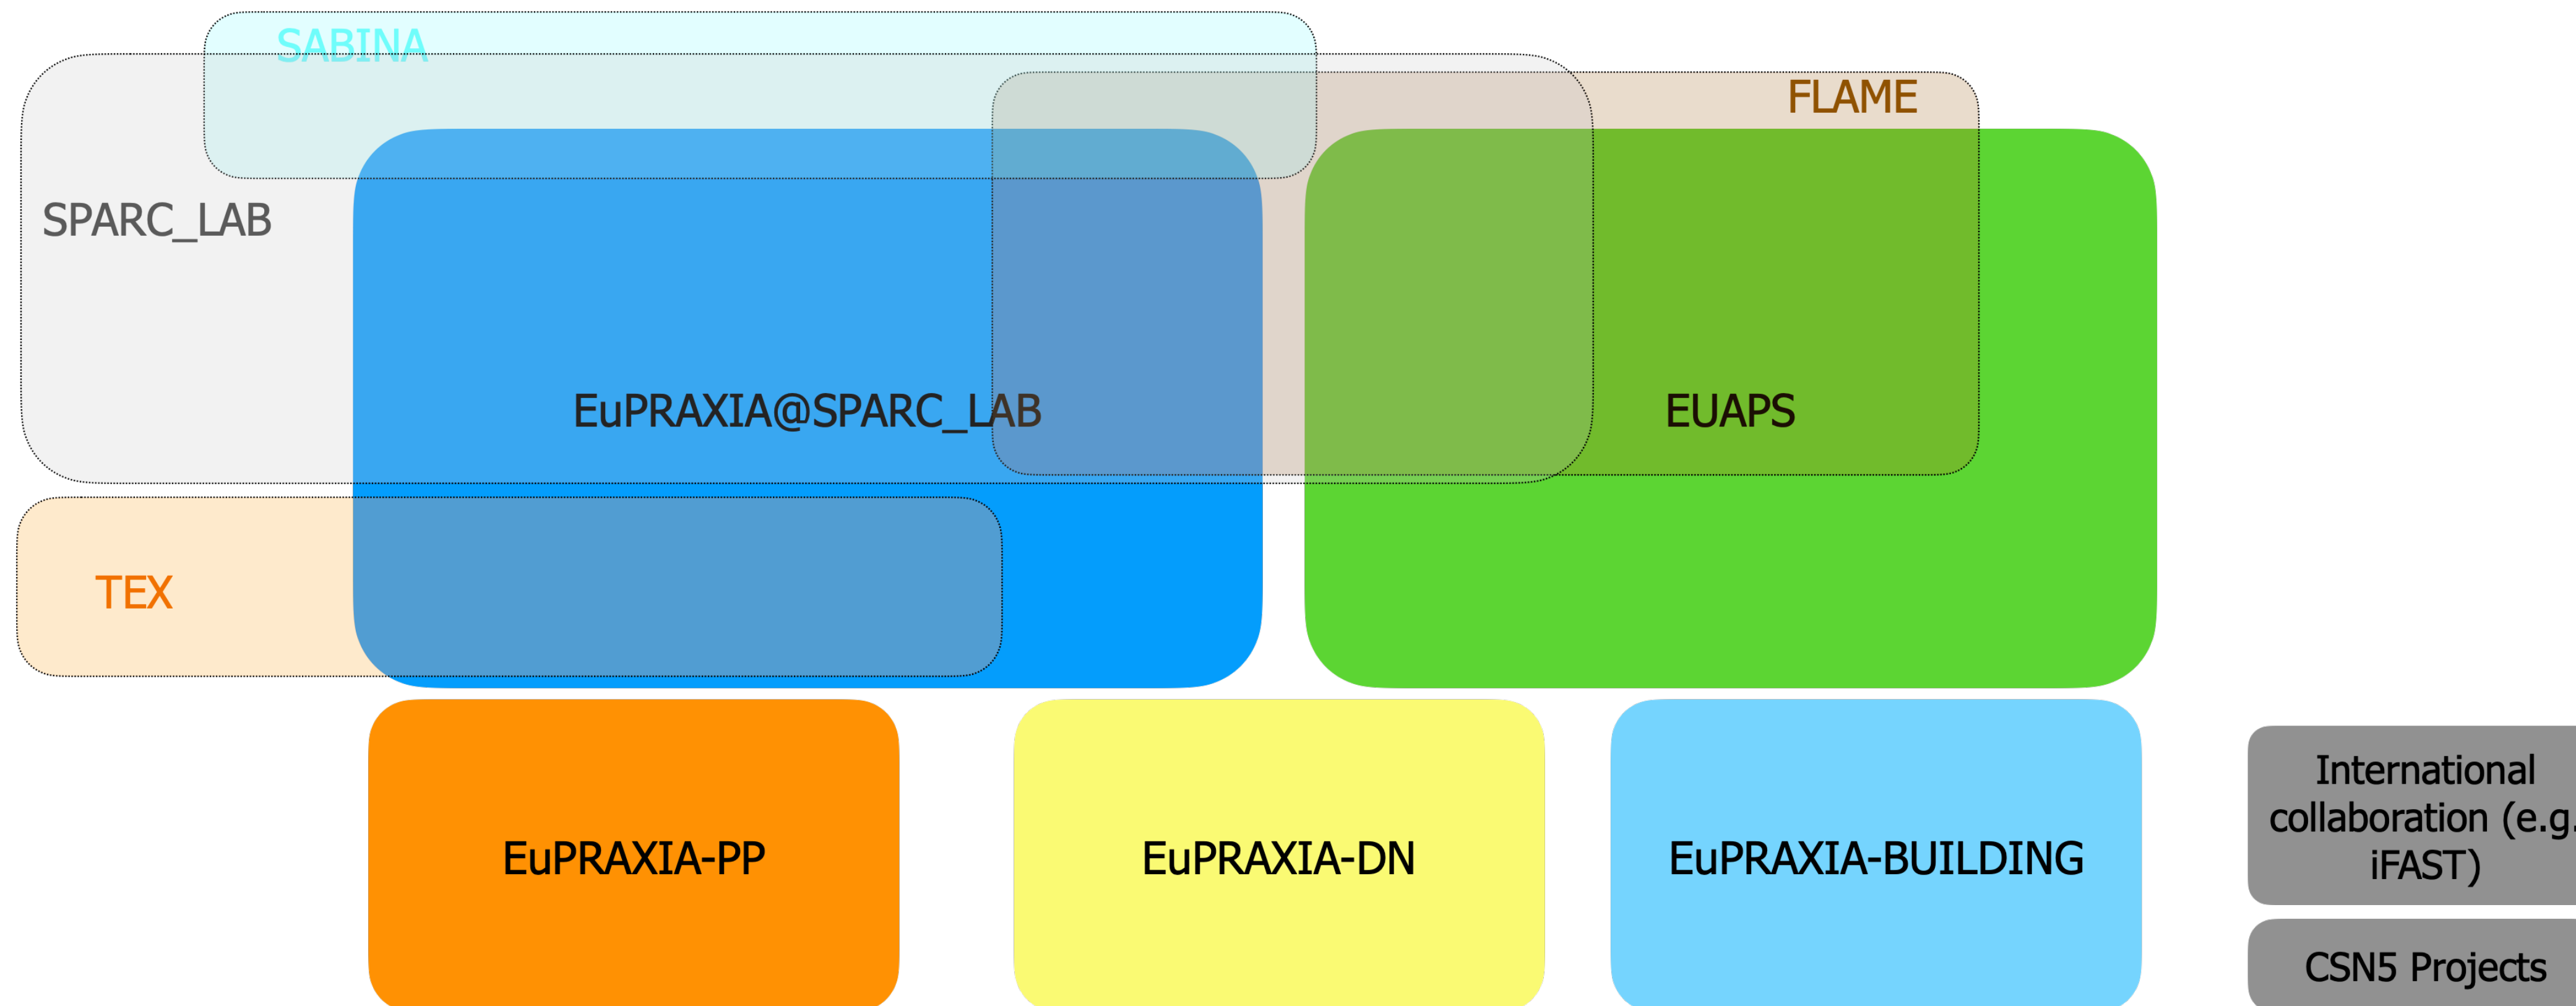 SABINA
FLAME
SPARC_LAB
EuPRAXIA@SPARC_LAB
EUAPS
TEX
EuPRAXIA-PP
EuPRAXIA-DN
EuPRAXIA-BUILDING
International
collaboration (e.g.
iFAST)
CSN5 Projects